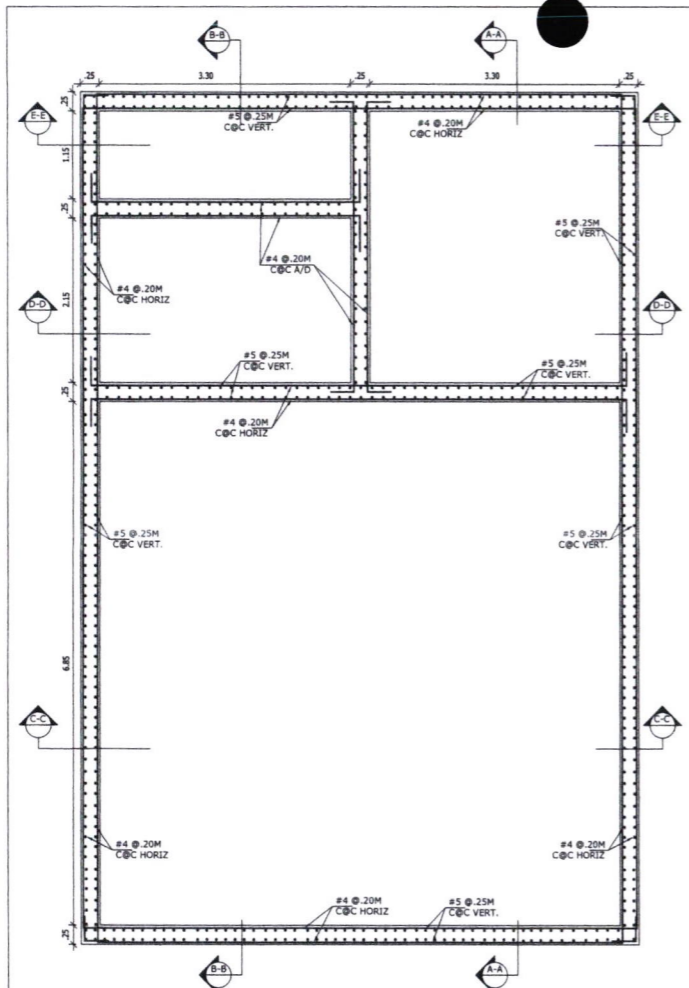 B-B
A-A
.25
3.30
.25
3.30
.25
.25
E-E
E-E
#5 @.25M
C@C VERT.
#4 @.20M
C@C HORIZ
1.15
.25
#5 @.25M
C@C VERT.
#4 @.20M
C@C A/D
#4 @.20M
C@C HORIZ
2.15
D-D
D-D
#5 @.25M
C@C VERT.
#5 @.25M
C@C VERT.
.25
#4 @.20M
C@C HORIZ
#5 @.25M
C@C VERT.
#5 @.25M
C@C VERT.
6.85
C-C
C-C
#4 @.20M
C@C HORIZ
#4 @.20M
C@C HORIZ
#4 @.20M
C@C HORIZ
#5 @.25M
C@C VERT.
.25
B-B
A-A